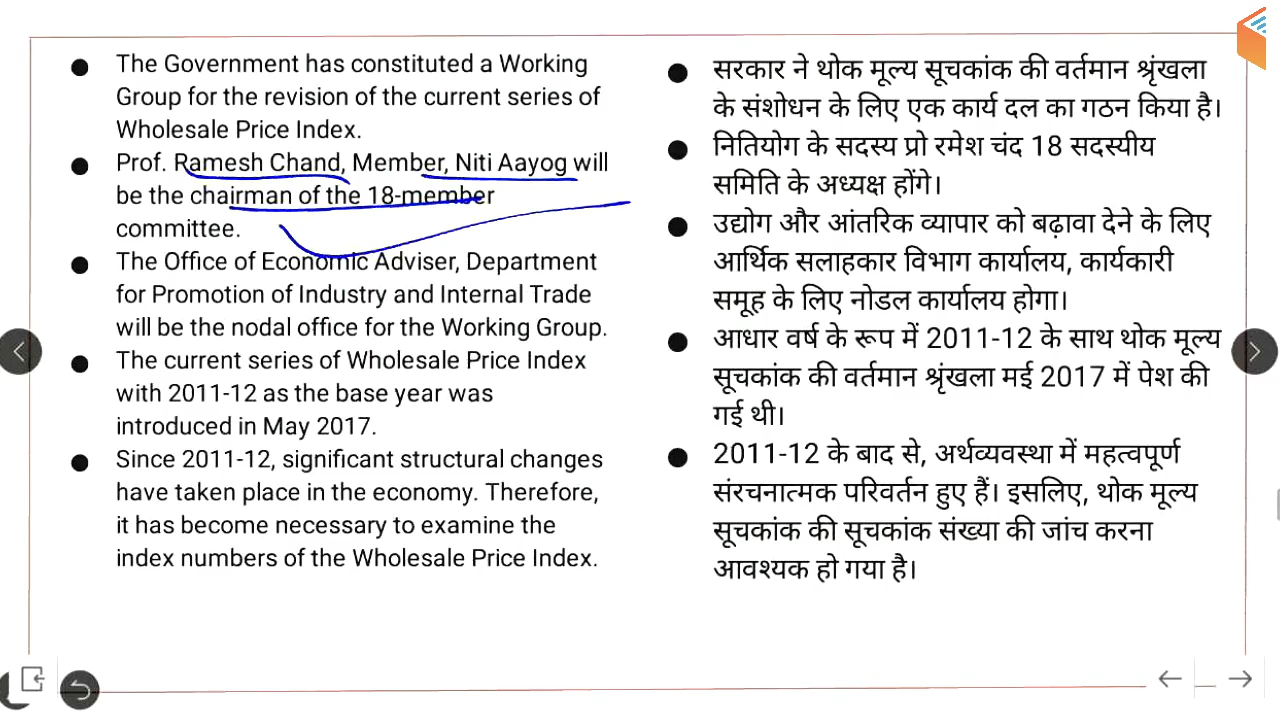 The Government has constituted a Working
Group for the revision of the current series of
Wholesale Price Index.
Prof. Ramesh Chand, Member, Niti Aayog will
be the chairman of the 18-member
committee.
The Office of Economic Adviser, Department
for Promotion of Industry and Internal Trade
will be the nodal office for the Working Group.
The current series of Wholesale Price Index
with 2011-12 as the base year was
introduced in May 2017.
Since 2011-12, significant structural changes
have taken place in the economy. Therefore,
it has become necessary to examine the
index numbers of the Wholesale Price Index.
सरकार ने थोक मूल्य सूचकांक की वर्तमान श्रृंखला
के संशोधन के लिए एक कार्य दल का गठन किया है।
नितियोग के सदस्य प्रो रमेश चंद 18 सदस्यीय
समिति के अध्यक्ष होंगे।
उद्योग और आंतरिक व्यापार को बढ़ावा देने के लिए
आर्थिक सलाहकार विभाग कार्यालय, कार्यकारी
समूह के लिए नोडल कार्यालय होगा।
आधार वर्ष के रूप में 2011-12 के साथ थोक मूल्य
सूचकांक की वर्तमान श्रृंखला मई 2017 में पेश की
गई थी।
2011-12 के बाद से, अर्थव्यवस्था में महत्वपूर्ण
संरचनात्मक परिवर्तन हुए हैं। इसलिए, थोक मूल्य
सूचकांक की सूचकांक संख्या की जांच करना
आवश्यक हो गया है।